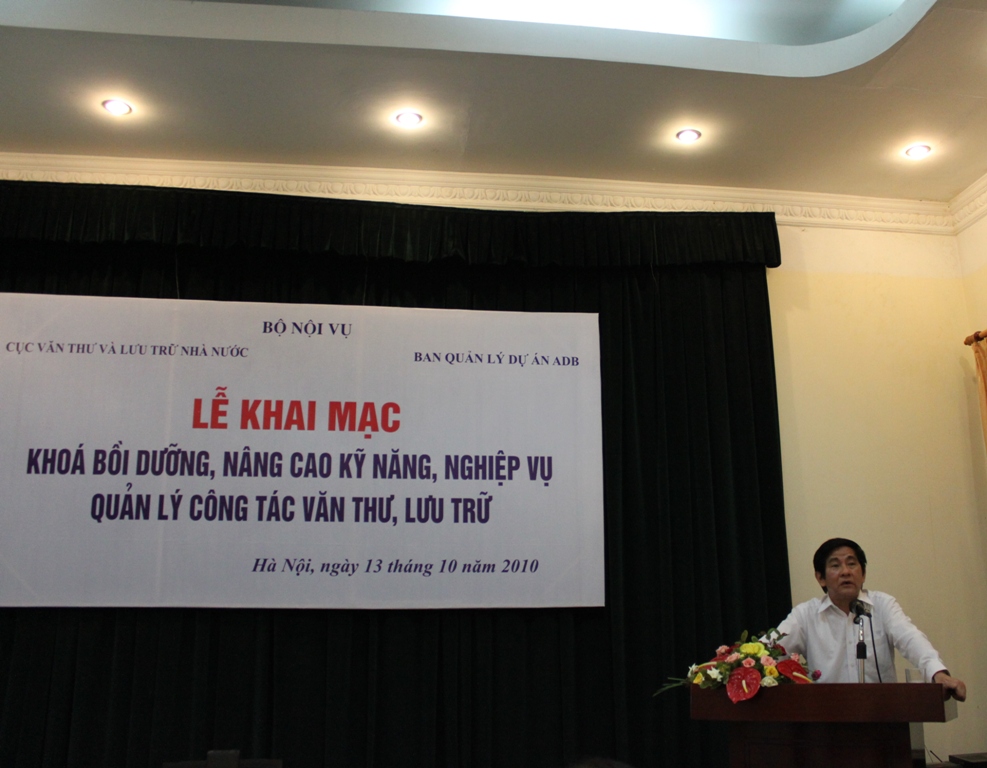 BỘ NỘI VỤ
CỤC VĂN THƯ VÀ LƯU TRỮ NHÀ NƯỚC
BAN QUẢN LÝ DỰ ÁN ADB
LỄ KHAI MẠC
KHOÁ BỒI DƯỠNG, NÂNG CAO KỸ NĂNG, NGHIỆP VỤ
QUẢN LÝ CÔNG TÁC VĂN THƯ, LƯU TRỮ
Hà Nội, ngày 13 tháng 10 năm 2010